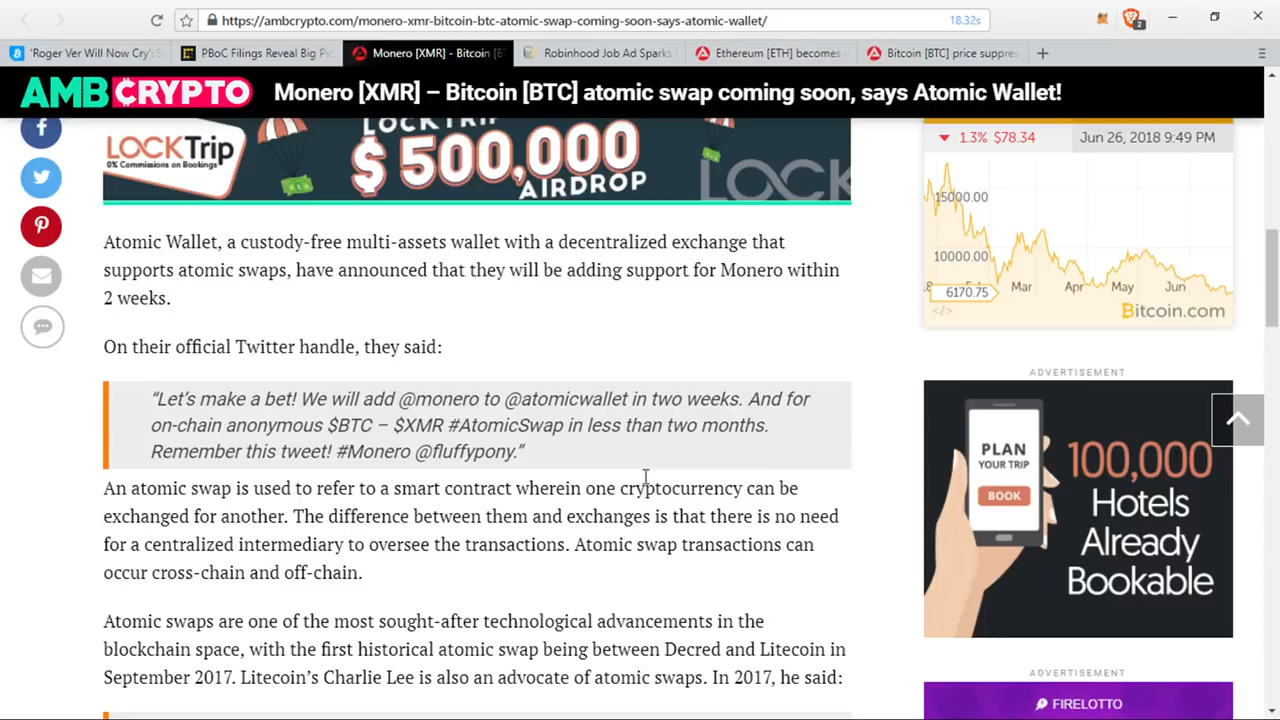 https://ambcrypto.com/monero-xmr-bitcoin-btc-atomic-swap-coming-soon-says-atomic-wallet/
18.32s
2
'Roger Ver Will Now Cry'
PBoC Filings Reveal Big Pic
Monero [XMR] – Bitcoin [B
Robinhood Job Ad Sparks
Ethereum [ETH] becomes
Bitcoin [BTC] price suppre
AMBCRYPTO
Monero [XMR] – Bitcoin [BTC] atomic swap coming soon, says Atomic Wallet!
LOCKTrip
0% Commissions on Bookings
LOCKTRIP
$ 500,000
AIRDROP
LOCK
Atomic Wallet, a custody-free multi-assets wallet with a decentralized exchange that
supports atomic swaps, have announced that they will be adding support for Monero within
2 weeks.
On their official Twitter handle, they said:
“Let’s make a bet! We will add @monero to @atomicwallet in two weeks. And for
on-chain anonymous $BTC – $XMR #AtomicSwap in less than two months.
Remember this tweet! #Monero @fluffypony.”
An atomic swap is used to refer to a smart contract wherein one cryptocurrency can be
exchanged for another. The difference between them and exchanges is that there is no need
for a centralized intermediary to oversee the transactions. Atomic swap transactions can
occur cross-chain and off-chain.
Atomic swaps are one of the most sought-after technological advancements in the
blockchain space, with the first historical atomic swap being between Decred and Litecoin in
September 2017. Litecoin’s Charlie Lee is also an advocate of atomic swaps. In 2017, he said:
1.3% $78.34
Jun 26, 2018 9:49 PM
15000.00
10000.00
6170.75
Mar
Apr
May
Jun
</>
Bitcoin.com
ADVERTISEMENT
PLAN
YOUR TRIP
BOOK
100,000
Hotels
Already
Bookable
ADVERTISEMENT
FIRELOTTO